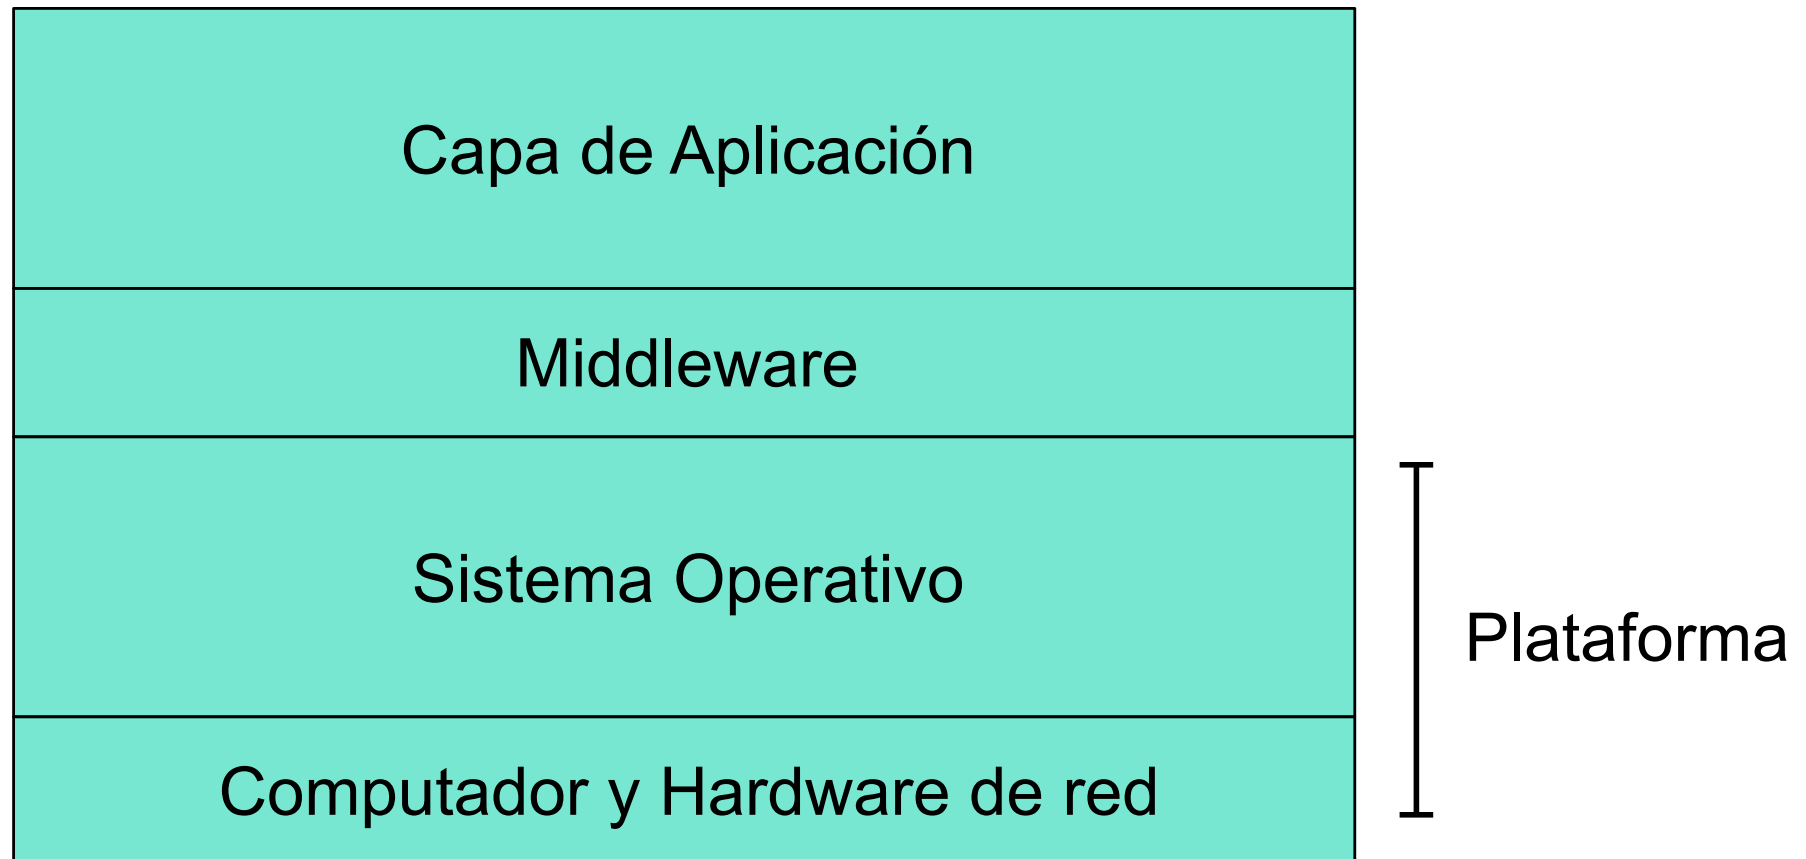 Capa de Aplicación
Middleware
Sistema Operativo
Plataforma
Computador y Hardware de red